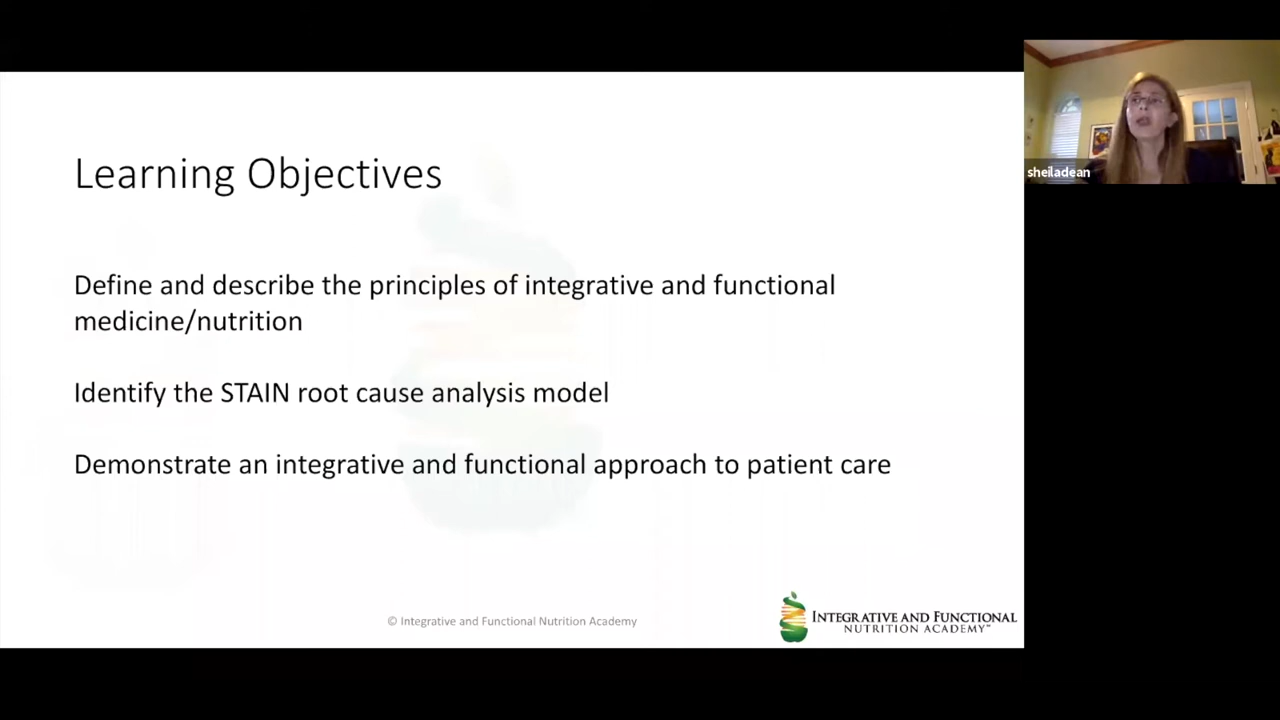 sheiladean
Learning Objectives
Define and describe the principles of integrative and functional
medicine/nutrition
Identify the STAIN root cause analysis model
Demonstrate an integrative and functional approach to patient care
© Integrative and Functional Nutrition Academy
INTEGRATIVE AND FUNCTIONAL
NUTRITION ACADEMY™